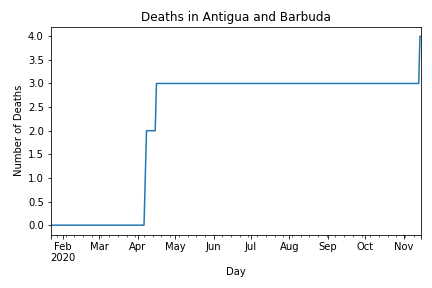 Deaths in Antigua and Barbuda
Number of Deaths
4.0
3.5
3.0
2.5
2.0
1.5
1.0
0.5
0.0
Feb Mar Apr May Jun Jul Aug Sep Oct Nov
2020
Day